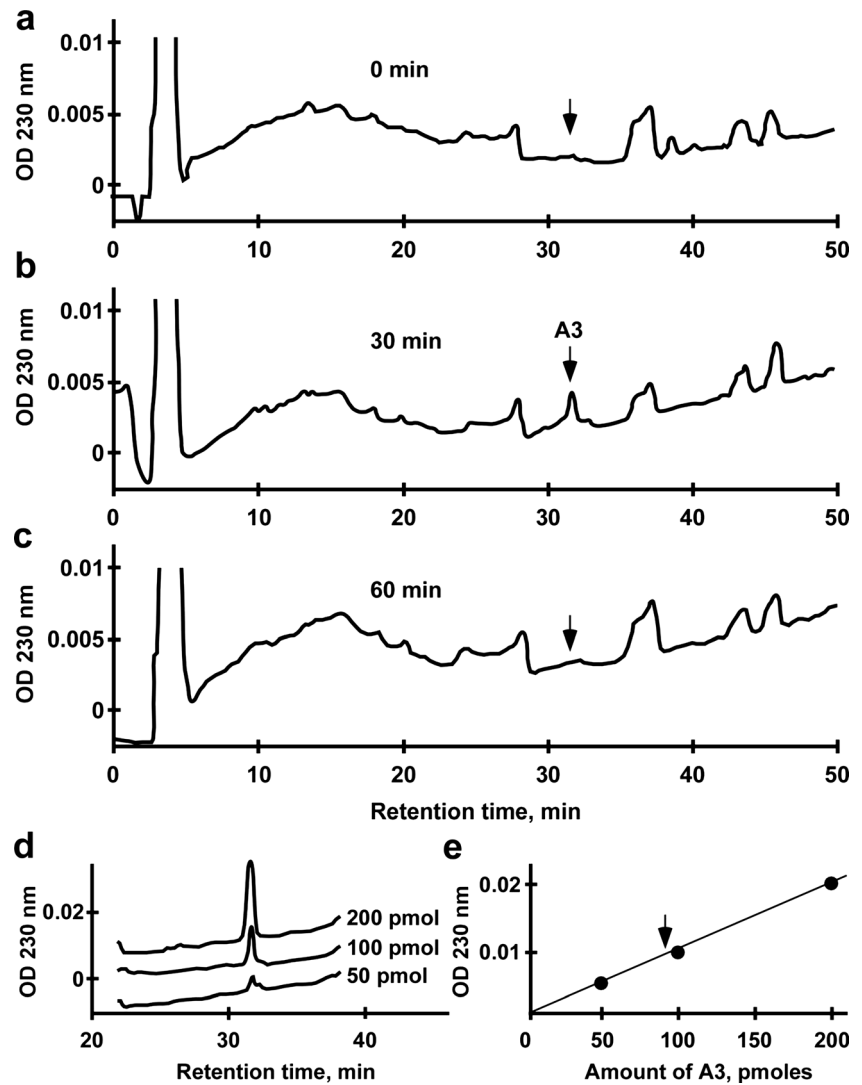 a
0.01
0 min
0.005
OD 230 nm
0
0 10 20 30 40 50
b
0.01
A3
30 min
0.005
OD 230 nm
0
0 10 20 30 40 50
c
0.01
60 min
0.005
OD 230 nm
0
0 10 20 30 40 50
Retention time, min
d
0.02
200 pmol
100 pmol
50 pmol
OD 230 nm
0
20 30 40
Retention time, min
e
0.02
0.01
OD 230 nm
0 50 100 150 200
Amount of A3, pmoles